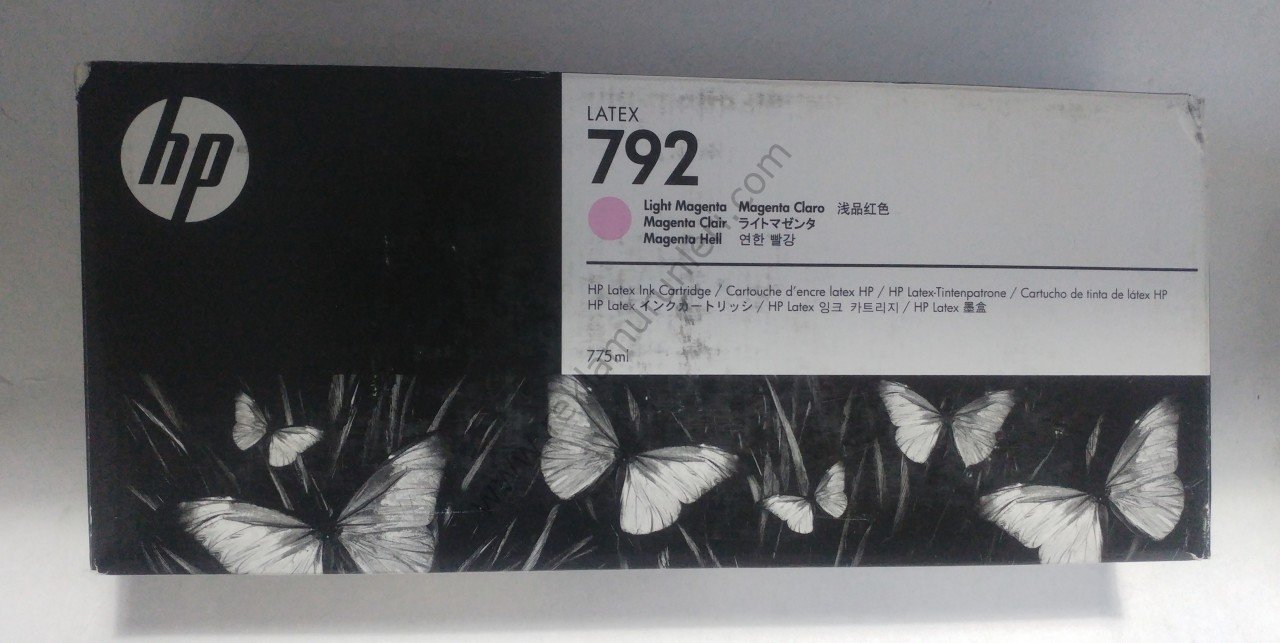 hp
LATEX
792
Light Magenta Magenta Claro 浅品红色
Magenta Clair ライトマゼンタ
Magenta Hell 연한 빨강
HP Latex Ink Cartridge / Cartouche d'encre latex HP / HP Latex-Tintenpatrone / Cartucho de tinta de látex HP
HP Latex インクカートリッジ / HP Latex 잉크 카트리지 / HP Latex 墨盒
775 ml